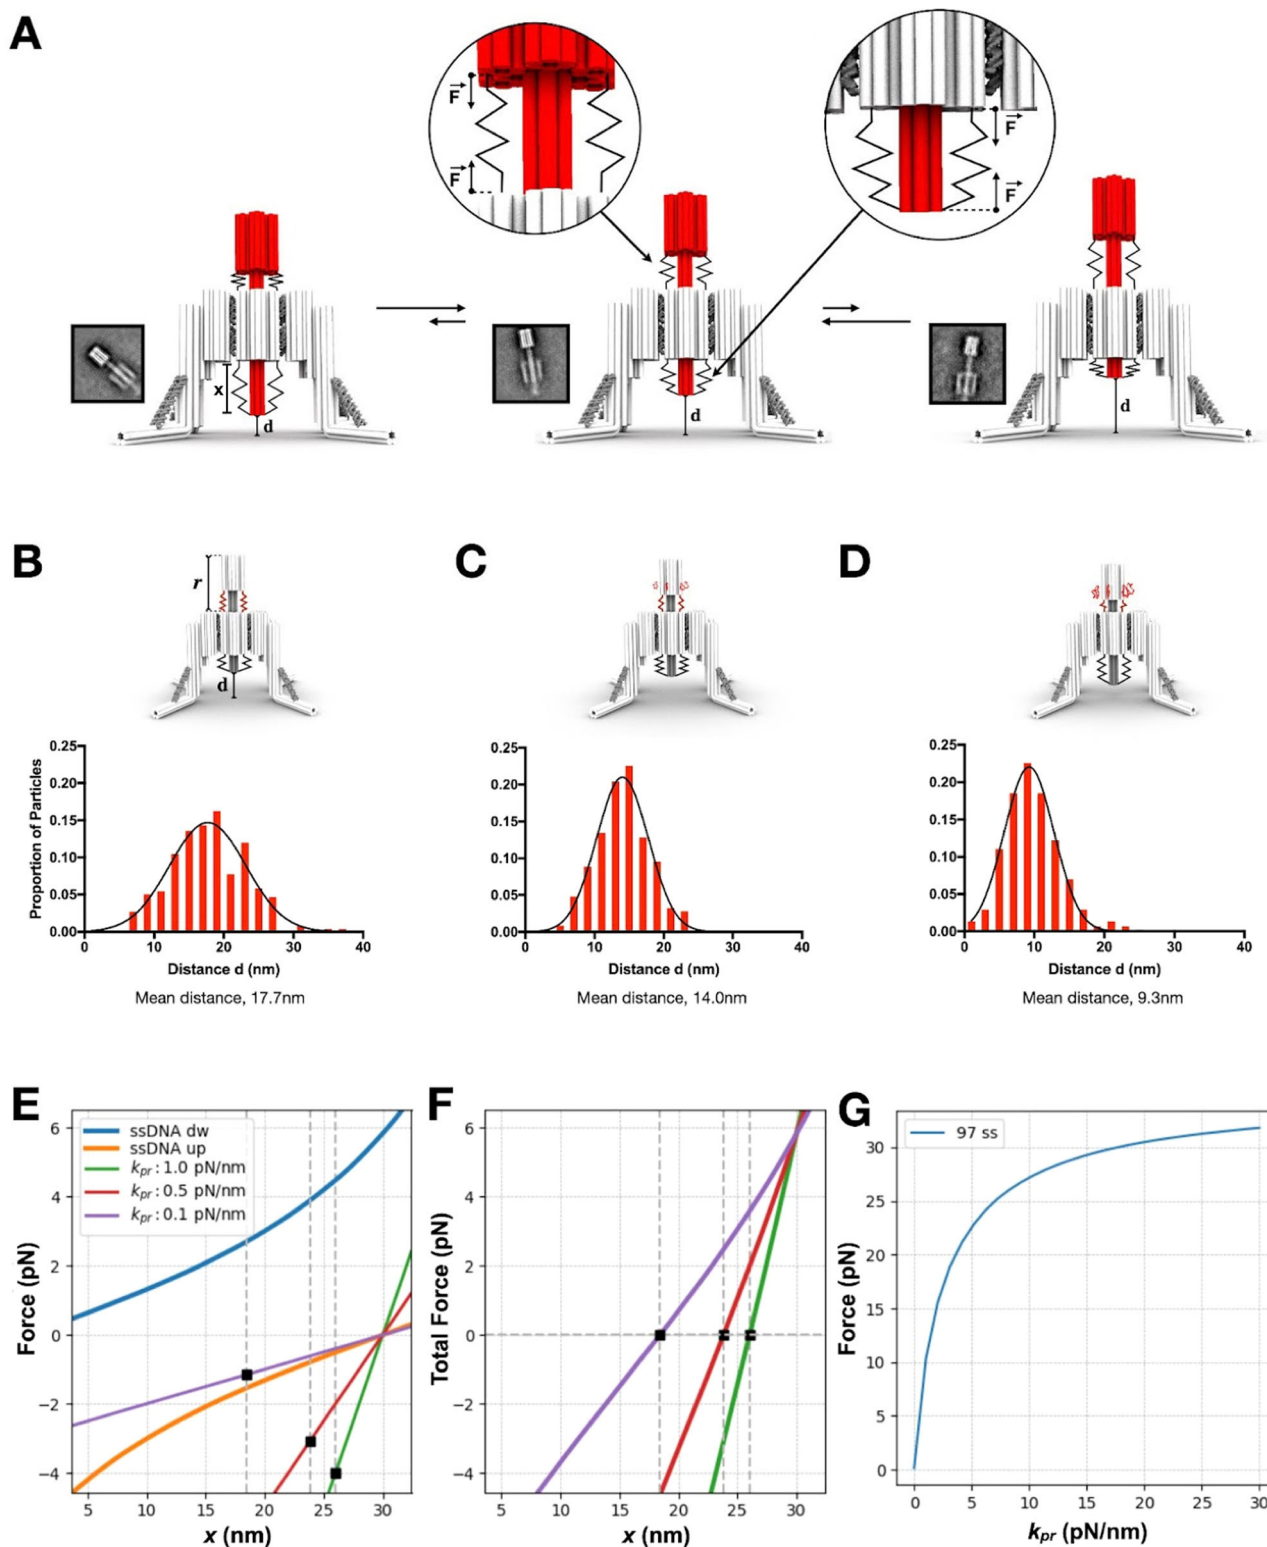 A
F
F
F
F
x
d
d
d
B
C
D
r
d
0.25
0.20
0.15
0.10
0.05
0.00
Proportion of Particles
0
10
20
30
40
Distance d (nm)
Mean distance, 17.7nm
0.25
0.20
0.15
0.10
0.05
0.00
0
10
20
30
40
Distance d (nm)
Mean distance, 14.0nm
0.25
0.20
0.15
0.10
0.05
0.00
0
10
20
30
40
Distance d (nm)
Mean distance, 9.3nm
E
ssDNA dw
ssDNA up
kpr: 1.0 pN/nm
kpr: 0.5 pN/nm
kpr: 0.1 pN/nm
6
4
2
0
−2
−4
Force (pN)
5
10
15
20
25
30
x (nm)
F
6
4
2
0
−2
−4
Total Force (pN)
5
10
15
20
25
30
x (nm)
G
97 ss
30
25
20
15
10
5
0
Force (pN)
0
5
10
15
20
25
30
kpr (pN/nm)